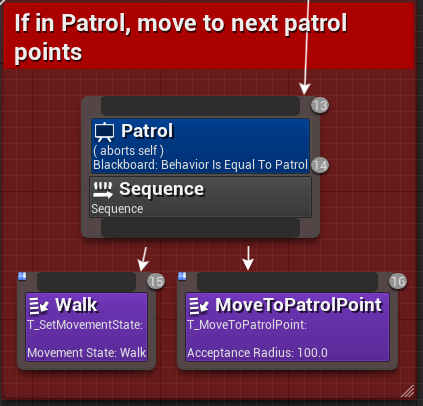 If in Patrol, move to next patrol
points
13
Patrol
( aborts self )
Blackboard: Behavior Is Equal To Patrol
14
Sequence
Sequence
15
Walk
T_SetMovementState:
Movement State: Walk
16
MoveToPatrolPoint
T_MoveToPatrolPoint:
Acceptance Radius: 100.0